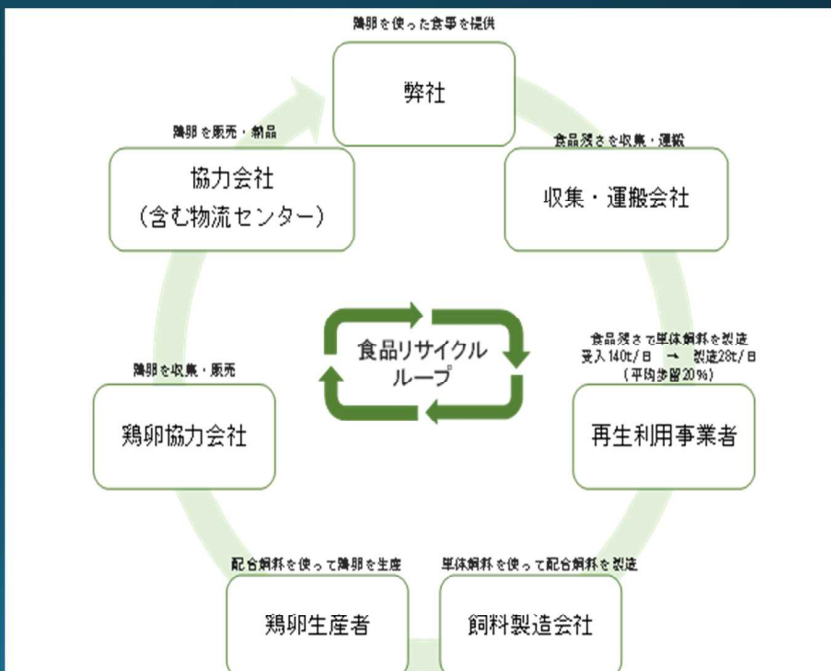 鶏卵を使った食事を提供
弊社
食品残さを収集・運搬
収集・運搬会社
食品残さで単体飼料を製造
受入140t/日 → 製造28t/日
(平均歩留20%)
再生利用事業者
単体飼料を使って配合飼料を製造
飼料製造会社
配合飼料を使って鶏卵を生産
鶏卵生産者
鶏卵を収集・販売
鶏卵協力会社
鶏卵を販売・納品
協力会社
(含む物流センター)
食品リサイクル
ループ